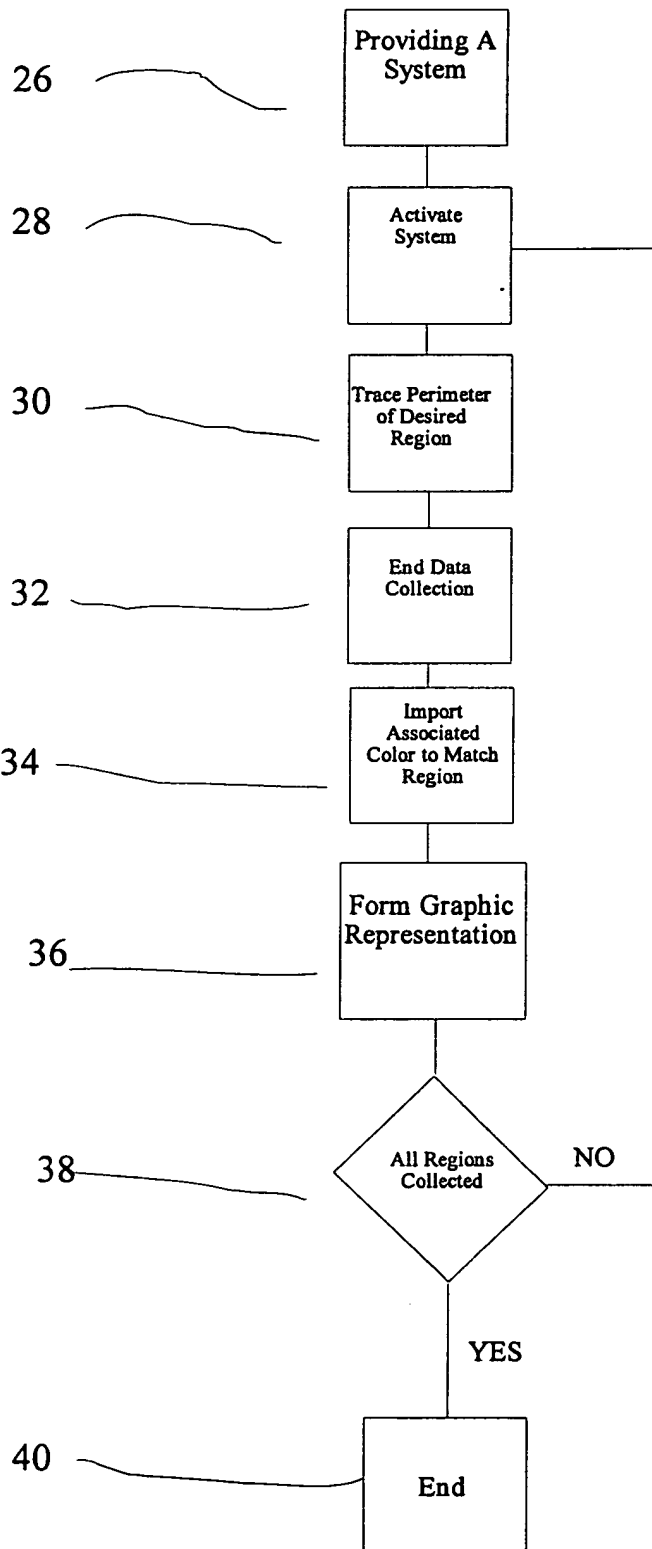 Providing A
System
26
Activate
System
28
Trace Perimeter
of Desired
Region
30
End Data
Collection
32
Import
Associated
Color to Match
Region
34
Form Graphic
Representation
36
All Regions
Collected
NO
38
YES
End
40